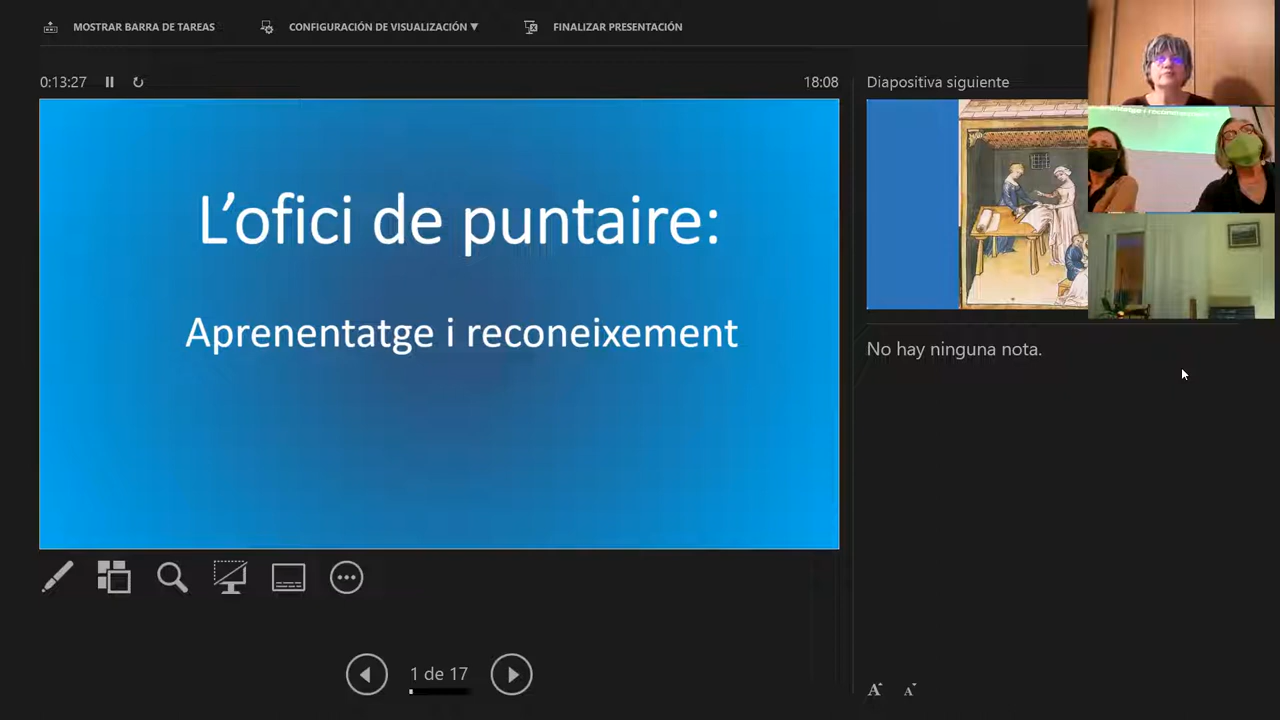 MOSTRAR BARRA DE TAREAS
CONFIGURACIÓN DE VISUALIZACIÓN ▼
FINALIZAR PRESENTACIÓN
0:13:27
18:08
Diapositiva siguiente
L’ofici de puntaire:
Aprenentatge i reconeixement
No hay ninguna nota.
1 de 17
A A